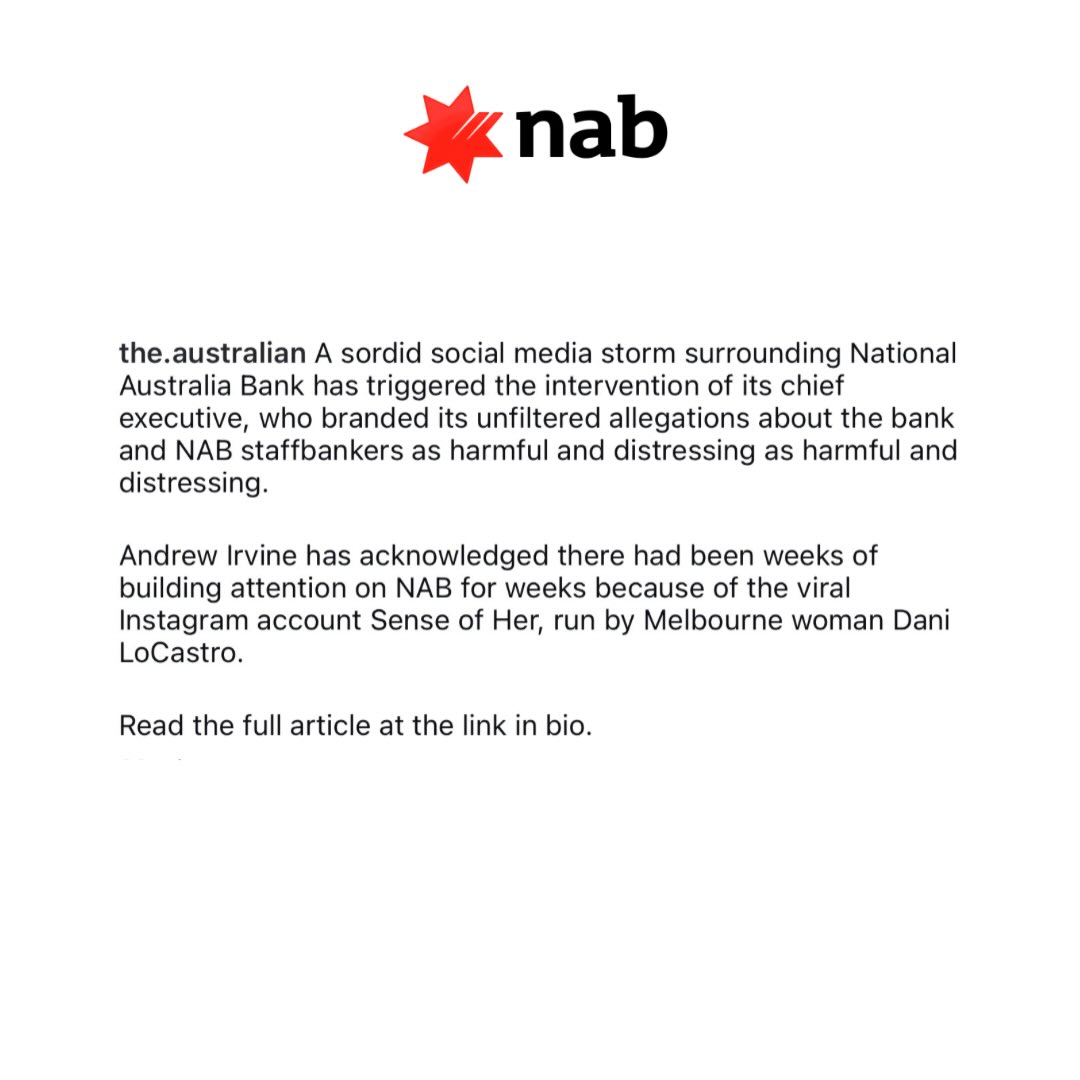 nab
the.australian A sordid social media storm surrounding National
Australia Bank has triggered the intervention of its chief
executive, who branded its unfiltered allegations about the bank
and NAB staffbankers as harmful and distressing as harmful and
distressing.
Andrew Irvine has acknowledged there had been weeks of
building attention on NAB for weeks because of the viral
Instagram account Sense of Her, run by Melbourne woman Dani
LoCastro.
Read the full article at the link in bio.